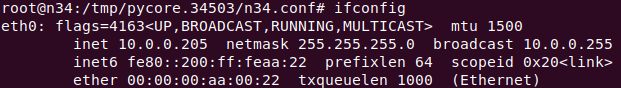 root@n34:/tmp/pycore.34503/n34.conf# ifconfig
eth0: flags=4163<UP,BROADCAST,RUNNING,MULTICAST>  mtu 1500
        inet 10.0.0.205  netmask 255.255.255.0  broadcast 10.0.0.255
        inet6 fe80::200:ff:feaa:22  prefixlen 64  scopeid 0x20<link>
        ether 00:00:00:aa:00:22  txqueuelen 1000  (Ethernet)